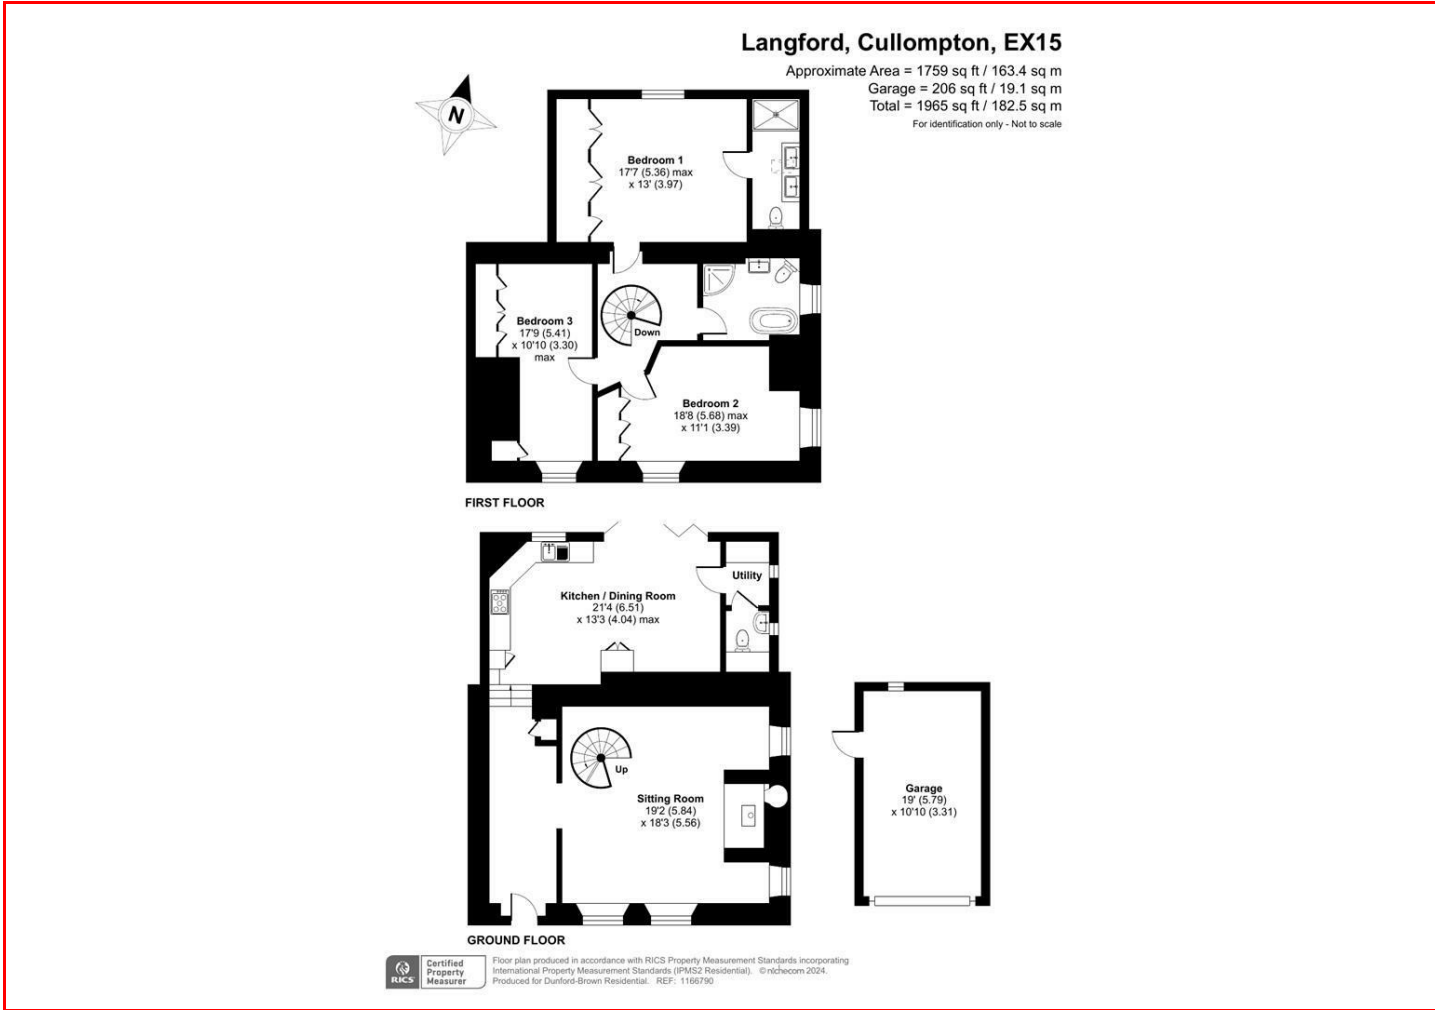 Langford, Cullompton, EX15
Approximate Area = 1759 sq ft / 163.4 sq m
Garage = 206 sq ft / 19.1 sq m
Total = 1965 sq ft / 182.5 sq m
For identification only - Not to scale
N
Bedroom 1
17'7 (5.36) max
x 13' (3.97)
Bedroom 3
17'9 (5.41)
x 10'10 (3.30)
max
Down
Bedroom 2
18'8 (5.68) max
x 11'1 (3.39)
FIRST FLOOR
Kitchen / Dining Room
21'4 (6.51)
x 13'3 (4.04) max
Utility
Up
Sitting Room
19'2 (5.84)
x 18'3 (5.56)
Garage
19' (5.79)
x 10'10 (3.31)
GROUND FLOOR
RICS
Certified
Property
Measurer
Floor plan produced in accordance with RICS Property Measurement Standards incorporating
International Property Measurement Standards (IPMS2 Residential). © nichecom 2024.
Produced for Dunford-Brown Residential. REF: 1166790